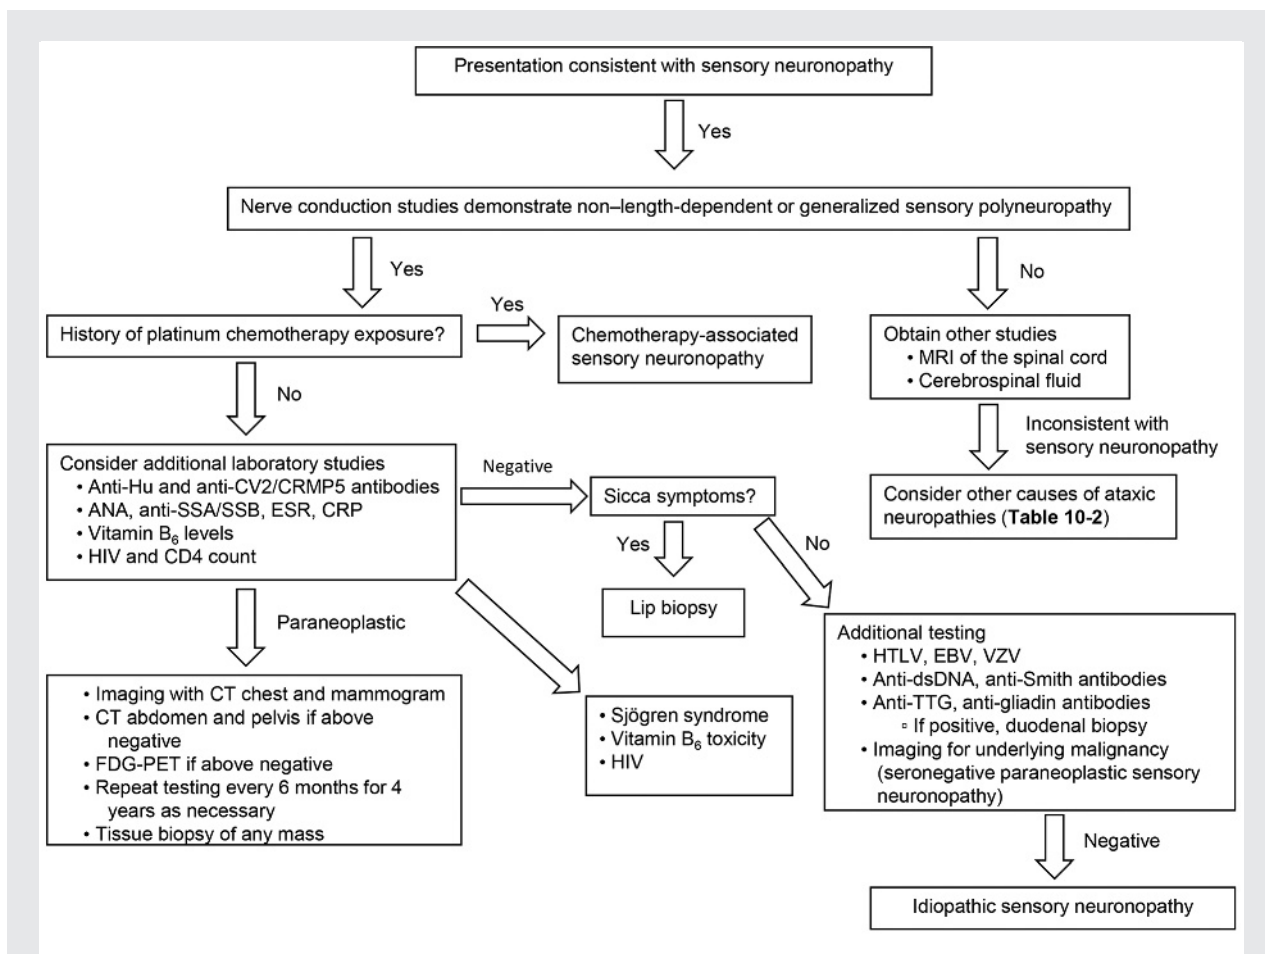 Presentation consistent with sensory neuronopathy
Yes
Nerve conduction studies demonstrate non–length-dependent or generalized sensory polyneuropathy
Yes
No
History of platinum chemotherapy exposure?
Yes
Chemotherapy-associated
sensory neuronopathy
Obtain other studies
• MRI of the spinal cord
• Cerebrospinal fluid
No
Inconsistent with
sensory neuronopathy
Consider additional laboratory studies
• Anti-Hu and anti-CV2/CRMP5 antibodies
• ANA, anti-SSA/SSB, ESR, CRP
• Vitamin B₆ levels
• HIV and CD4 count
Negative
Sicca symptoms?
Consider other causes of ataxic
neuropathies (Table 10-2)
Yes
No
Lip biopsy
Paraneoplastic
Additional testing
• HTLV, EBV, VZV
• Anti-dsDNA, anti-Smith antibodies
• Anti-TTG, anti-gliadin antibodies
▫ If positive, duodenal biopsy
• Imaging for underlying malignancy
(seronegative paraneoplastic sensory
neuronopathy)
• Imaging with CT chest and mammogram
• CT abdomen and pelvis if above
negative
• FDG-PET if above negative
• Repeat testing every 6 months for 4
years as necessary
• Tissue biopsy of any mass
• Sjögren syndrome
• Vitamin B₆ toxicity
• HIV
Negative
Idiopathic sensory neuronopathy